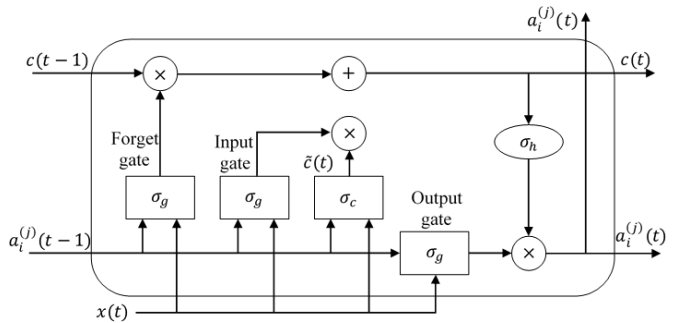 a_i^{(j)}(t)
c(t−1)
×
+
c(t)
Forget gate
Input gate
×
c̃(t)
σ_h
σ_g
σ_g
σ_c
Output gate
a_i^{(j)}(t−1)
σ_g
×
a_i^{(j)}(t)
x(t)